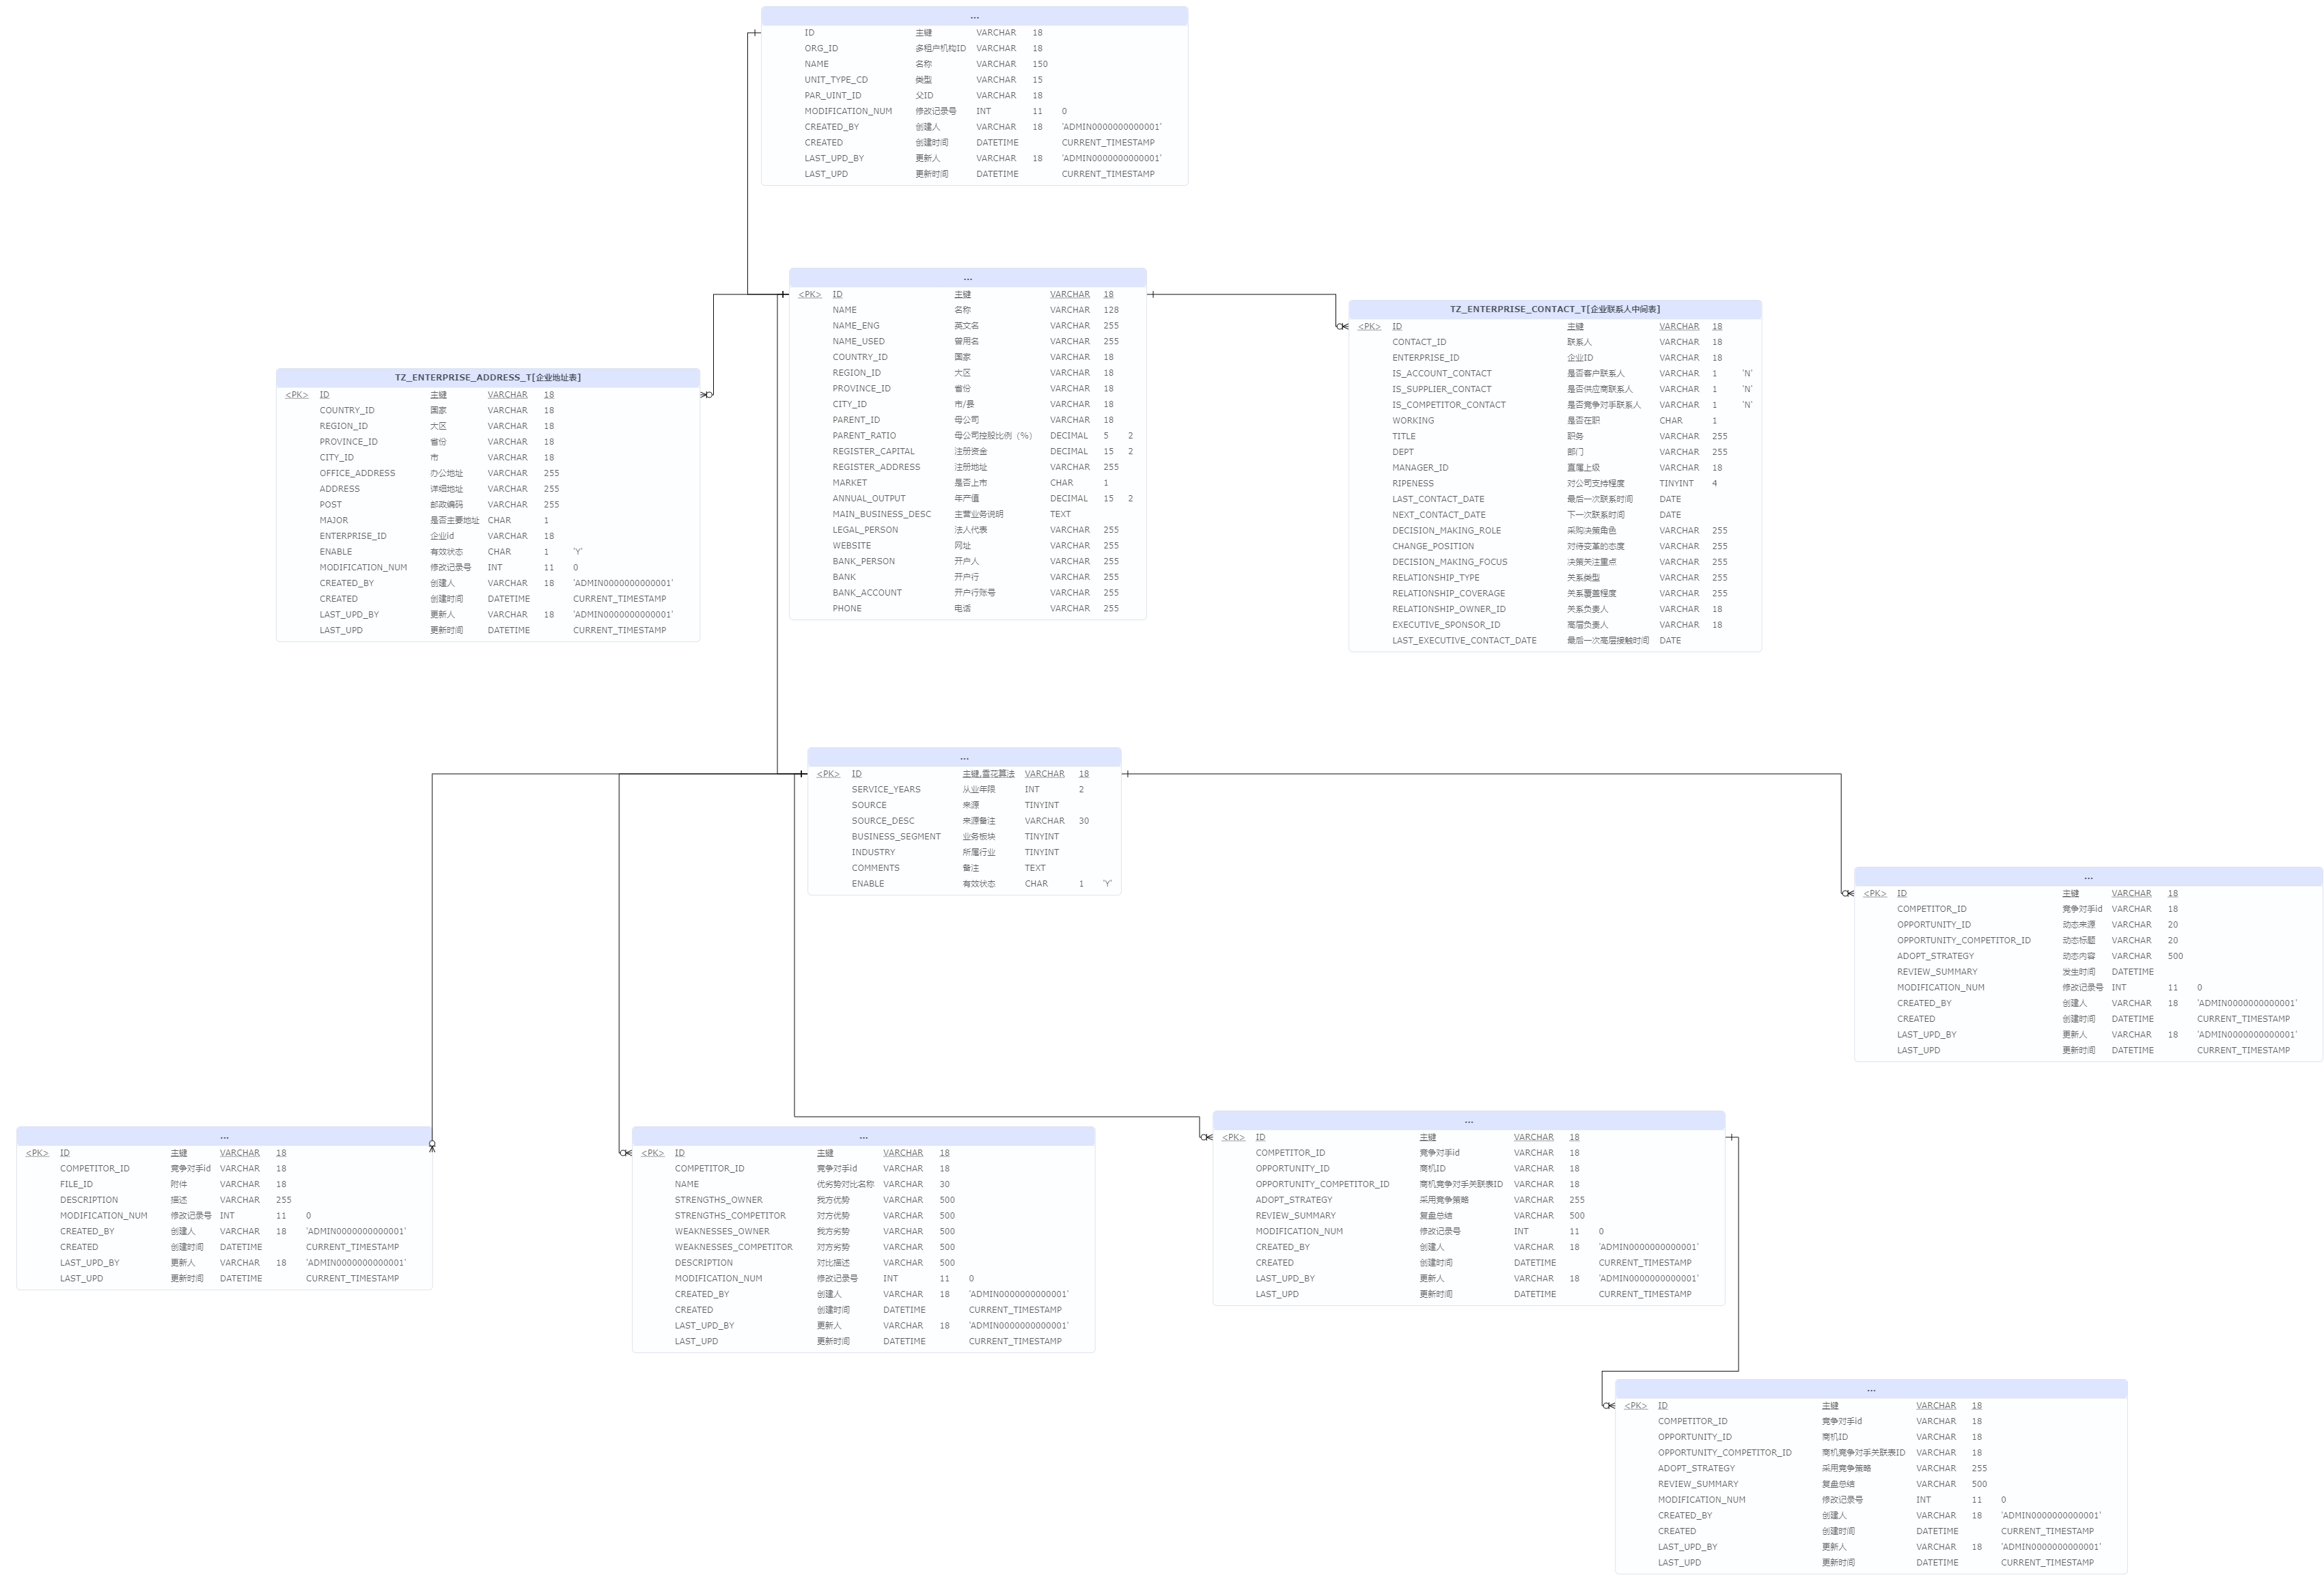 ...
ID 主键 VARCHAR 18
ORG_ID 多租户机构ID VARCHAR 18
NAME 名称 VARCHAR 150
UNIT_TYPE_CD 类型 VARCHAR 15
PAR_UINT_ID 父ID VARCHAR 18
MODIFICATION_NUM 修改记录号 INT 11 0
CREATED_BY 创建人 VARCHAR 18 'ADMIN0000000000001'
CREATED 创建时间 DATETIME CURRENT_TIMESTAMP
LAST_UPD_BY 更新人 VARCHAR 18 'ADMIN0000000000001'
LAST_UPD 更新时间 DATETIME CURRENT_TIMESTAMP
...
<PK> ID 主键 VARCHAR 18
NAME 名称 VARCHAR 128
NAME_ENG 英文名 VARCHAR 255
NAME_USED 曾用名 VARCHAR 255
COUNTRY_ID 国家 VARCHAR 18
REGION_ID 大区 VARCHAR 18
PROVINCE_ID 省份 VARCHAR 18
CITY_ID 市/县 VARCHAR 18
PARENT_ID 母公司 VARCHAR 18
PARENT_RATIO 母公司控股比例（%） DECIMAL 5 2
REGISTER_CAPITAL 注册资金 DECIMAL 15 2
REGISTER_ADDRESS 注册地址 VARCHAR 255
MARKET 是否上市 CHAR 1
ANNUAL_OUTPUT 年产值 DECIMAL 15 2
MAIN_BUSINESS_DESC 主营业务说明 TEXT
LEGAL_PERSON 法人代表 VARCHAR 255
WEBSITE 网址 VARCHAR 255
BANK_PERSON 开户人 VARCHAR 255
BANK 开户行 VARCHAR 255
BANK_ACCOUNT 开户行账号 VARCHAR 255
PHONE 电话 VARCHAR 255
TZ_ENTERPRISE_CONTACT_T[企业联系人中间表]
<PK> ID 主键 VARCHAR 18
CONTACT_ID 联系人 VARCHAR 18
ENTERPRISE_ID 企业ID VARCHAR 18
IS_ACCOUNT_CONTACT 是否客户联系人 VARCHAR 1 'N'
IS_SUPPLIER_CONTACT 是否供应商联系人 VARCHAR 1 'N'
IS_COMPETITOR_CONTACT 是否竞争对手联系人 VARCHAR 1 'N'
WORKING 是否在职 CHAR 1
TITLE 职务 VARCHAR 255
DEPT 部门 VARCHAR 255
MANAGER_ID 直属上级 VARCHAR 18
RIPENESS 对公司支持程度 TINYINT 4
LAST_CONTACT_DATE 最后一次联系时间 DATE
NEXT_CONTACT_DATE 下一次联系时间 DATE
DECISION_MAKING_ROLE 采购决策角色 VARCHAR 255
CHANGE_POSITION 对待变革的态度 VARCHAR 255
DECISION_MAKING_FOCUS 决策关注重点 VARCHAR 255
RELATIONSHIP_TYPE 关系类型 VARCHAR 255
RELATIONSHIP_COVERAGE 关系覆盖程度 VARCHAR 255
RELATIONSHIP_OWNER_ID 关系负责人 VARCHAR 18
EXECUTIVE_SPONSOR_ID 高层负责人 VARCHAR 18
LAST_EXECUTIVE_CONTACT_DATE 最后一次高层接触时间 DATE
TZ_ENTERPRISE_ADDRESS_T[企业地址表]
<PK> ID 主键 VARCHAR 18
COUNTRY_ID 国家 VARCHAR 18
REGION_ID 大区 VARCHAR 18
PROVINCE_ID 省份 VARCHAR 18
CITY_ID 市 VARCHAR 18
OFFICE_ADDRESS 办公地址 VARCHAR 255
ADDRESS 详细地址 VARCHAR 255
POST 邮政编码 VARCHAR 255
MAJOR 是否主要地址 CHAR 1
ENTERPRISE_ID 企业id VARCHAR 18
ENABLE 有效状态 CHAR 1 'Y'
MODIFICATION_NUM 修改记录号 INT 11 0
CREATED_BY 创建人 VARCHAR 18 'ADMIN0000000000001'
CREATED 创建时间 DATETIME CURRENT_TIMESTAMP
LAST_UPD_BY 更新人 VARCHAR 18 'ADMIN0000000000001'
LAST_UPD 更新时间 DATETIME CURRENT_TIMESTAMP
...
<PK> ID 主键,雪花算法 VARCHAR 18
SERVICE_YEARS 从业年限 INT 2
SOURCE 来源 TINYINT
SOURCE_DESC 来源备注 VARCHAR 30
BUSINESS_SEGMENT 业务板块 TINYINT
INDUSTRY 所属行业 TINYINT
COMMENTS 备注 TEXT
ENABLE 有效状态 CHAR 1 'Y'
...
<PK> ID 主键 VARCHAR 18
COMPETITOR_ID 竞争对手id VARCHAR 18
OPPORTUNITY_ID 动态来源 VARCHAR 20
OPPORTUNITY_COMPETITOR_ID 动态标题 VARCHAR 20
ADOPT_STRATEGY 动态内容 VARCHAR 500
REVIEW_SUMMARY 发生时间 DATETIME
MODIFICATION_NUM 修改记录号 INT 11 0
CREATED_BY 创建人 VARCHAR 18 'ADMIN0000000000001'
CREATED 创建时间 DATETIME CURRENT_TIMESTAMP
LAST_UPD_BY 更新人 VARCHAR 18 'ADMIN0000000000001'
LAST_UPD 更新时间 DATETIME CURRENT_TIMESTAMP
...
<PK> ID 主键 VARCHAR 18
COMPETITOR_ID 竞争对手id VARCHAR 18
FILE_ID 附件 VARCHAR 18
DESCRIPTION 描述 VARCHAR 255
MODIFICATION_NUM 修改记录号 INT 11 0
CREATED_BY 创建人 VARCHAR 18 'ADMIN0000000000001'
CREATED 创建时间 DATETIME CURRENT_TIMESTAMP
LAST_UPD_BY 更新人 VARCHAR 18 'ADMIN0000000000001'
LAST_UPD 更新时间 DATETIME CURRENT_TIMESTAMP
...
<PK> ID 主键 VARCHAR 18
COMPETITOR_ID 竞争对手id VARCHAR 18
NAME 优劣势对比名称 VARCHAR 30
STRENGTHS_OWNER 我方优势 VARCHAR 500
STRENGTHS_COMPETITOR 对方优势 VARCHAR 500
WEAKNESSES_OWNER 我方劣势 VARCHAR 500
WEAKNESSES_COMPETITOR 对方劣势 VARCHAR 500
DESCRIPTION 对比描述 VARCHAR 500
MODIFICATION_NUM 修改记录号 INT 11 0
CREATED_BY 创建人 VARCHAR 18 'ADMIN0000000000001'
CREATED 创建时间 DATETIME CURRENT_TIMESTAMP
LAST_UPD_BY 更新人 VARCHAR 18 'ADMIN0000000000001'
LAST_UPD 更新时间 DATETIME CURRENT_TIMESTAMP
...
<PK> ID 主键 VARCHAR 18
COMPETITOR_ID 竞争对手id VARCHAR 18
OPPORTUNITY_ID 商机ID VARCHAR 18
OPPORTUNITY_COMPETITOR_ID 商机竞争对手关联表ID VARCHAR 18
ADOPT_STRATEGY 采用竞争策略 VARCHAR 255
REVIEW_SUMMARY 复盘总结 VARCHAR 500
MODIFICATION_NUM 修改记录号 INT 11 0
CREATED_BY 创建人 VARCHAR 18 'ADMIN0000000000001'
CREATED 创建时间 DATETIME CURRENT_TIMESTAMP
LAST_UPD_BY 更新人 VARCHAR 18 'ADMIN0000000000001'
LAST_UPD 更新时间 DATETIME CURRENT_TIMESTAMP
...
<PK> ID 主键 VARCHAR 18
COMPETITOR_ID 竞争对手id VARCHAR 18
OPPORTUNITY_ID 商机ID VARCHAR 18
OPPORTUNITY_COMPETITOR_ID 商机竞争对手关联表ID VARCHAR 18
ADOPT_STRATEGY 采用竞争策略 VARCHAR 255
REVIEW_SUMMARY 复盘总结 VARCHAR 500
MODIFICATION_NUM 修改记录号 INT 11 0
CREATED_BY 创建人 VARCHAR 18 'ADMIN0000000000001'
CREATED 创建时间 DATETIME CURRENT_TIMESTAMP
LAST_UPD_BY 更新人 VARCHAR 18 'ADMIN0000000000001'
LAST_UPD 更新时间 DATETIME CURRENT_TIMESTAMP